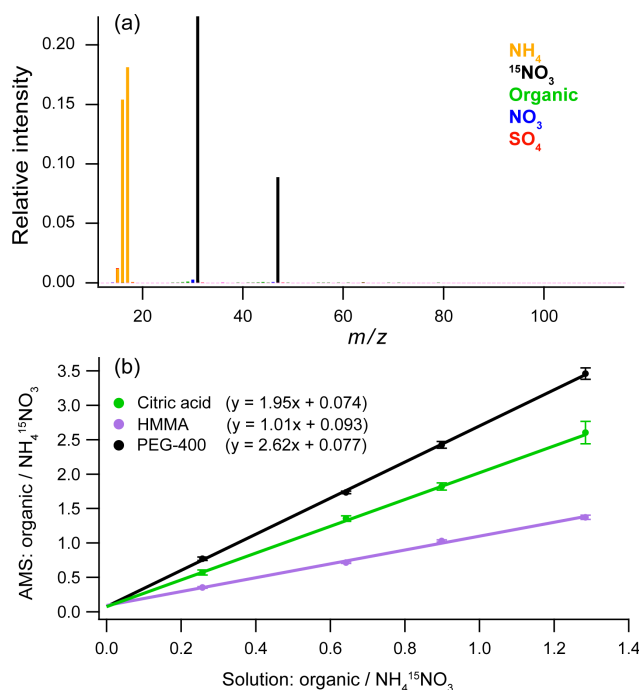 (a)
Relative intensity
0.20
0.15
0.10
0.05
0.00
NH₄
¹⁵NO₃
Organic
NO₃
SO₄
20 40 60 80 100
m/z
(b)
AMS: organic / NH₄¹⁵NO₃
3.5
3.0
2.5
2.0
1.5
1.0
0.5
0.0
Citric acid (y = 1.95x + 0.074)
HMMA (y = 1.01x + 0.093)
PEG-400 (y = 2.62x + 0.077)
0.0 0.2 0.4 0.6 0.8 1.0 1.2 1.4
Solution: organic / NH₄¹⁵NO₃